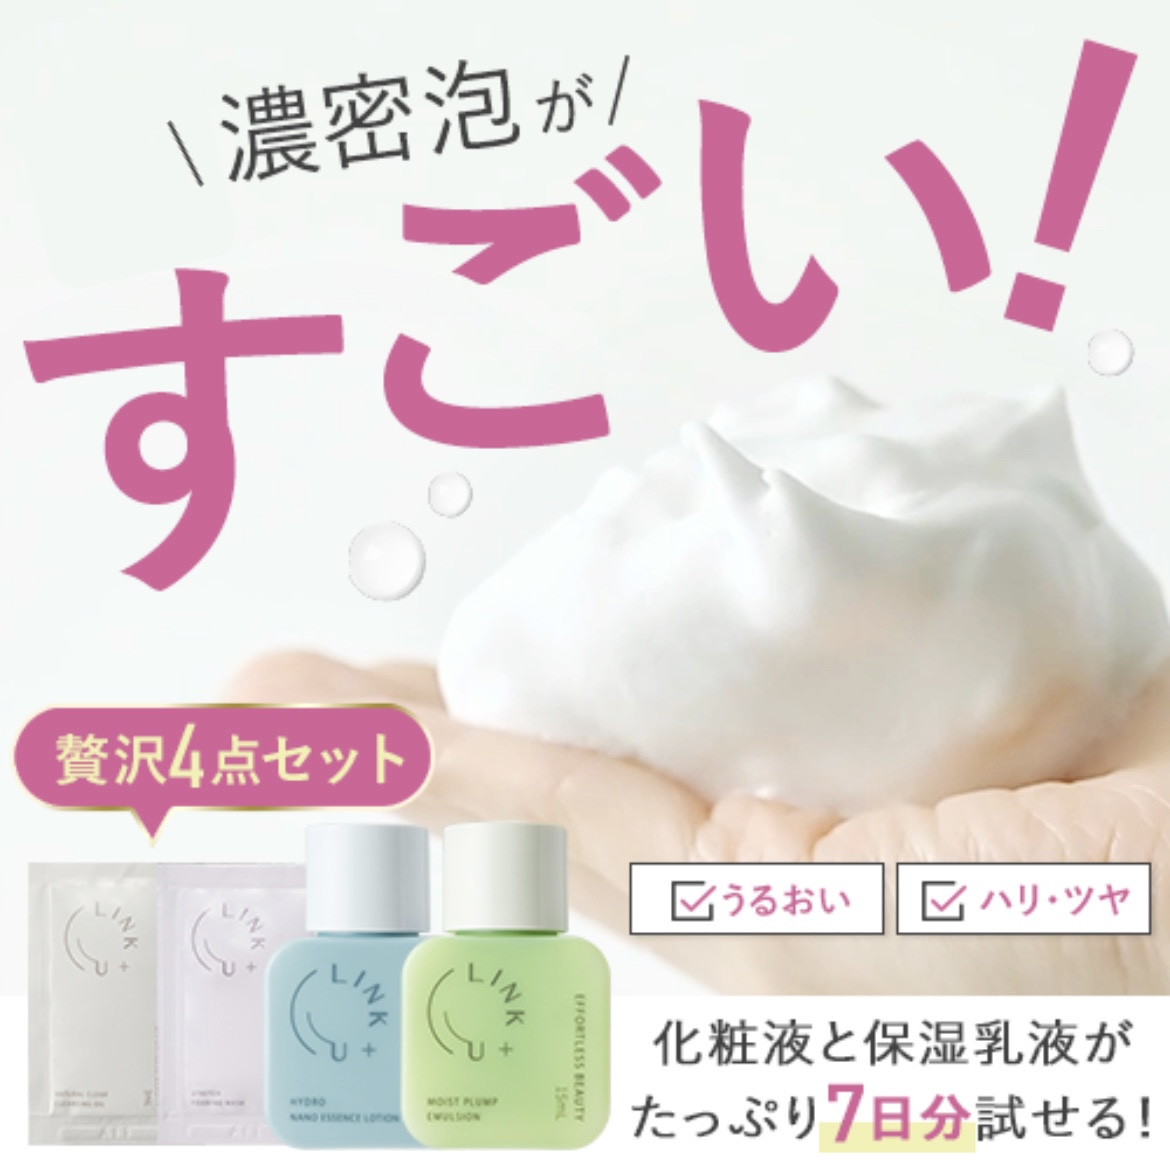 濃密泡が
すごい!
贅沢4点セット
LINK
U+
LINK
U+
LINK
U+
HYDRO
NANO ESSENCE LOTION
LINK
U+
MOIST PLUMP
EMULSION
EFFORTLESS BEAUTY
15mL
うるおい
ハリ・ツヤ
化粧液と保湿乳液が
たっぷり7日分試せる!